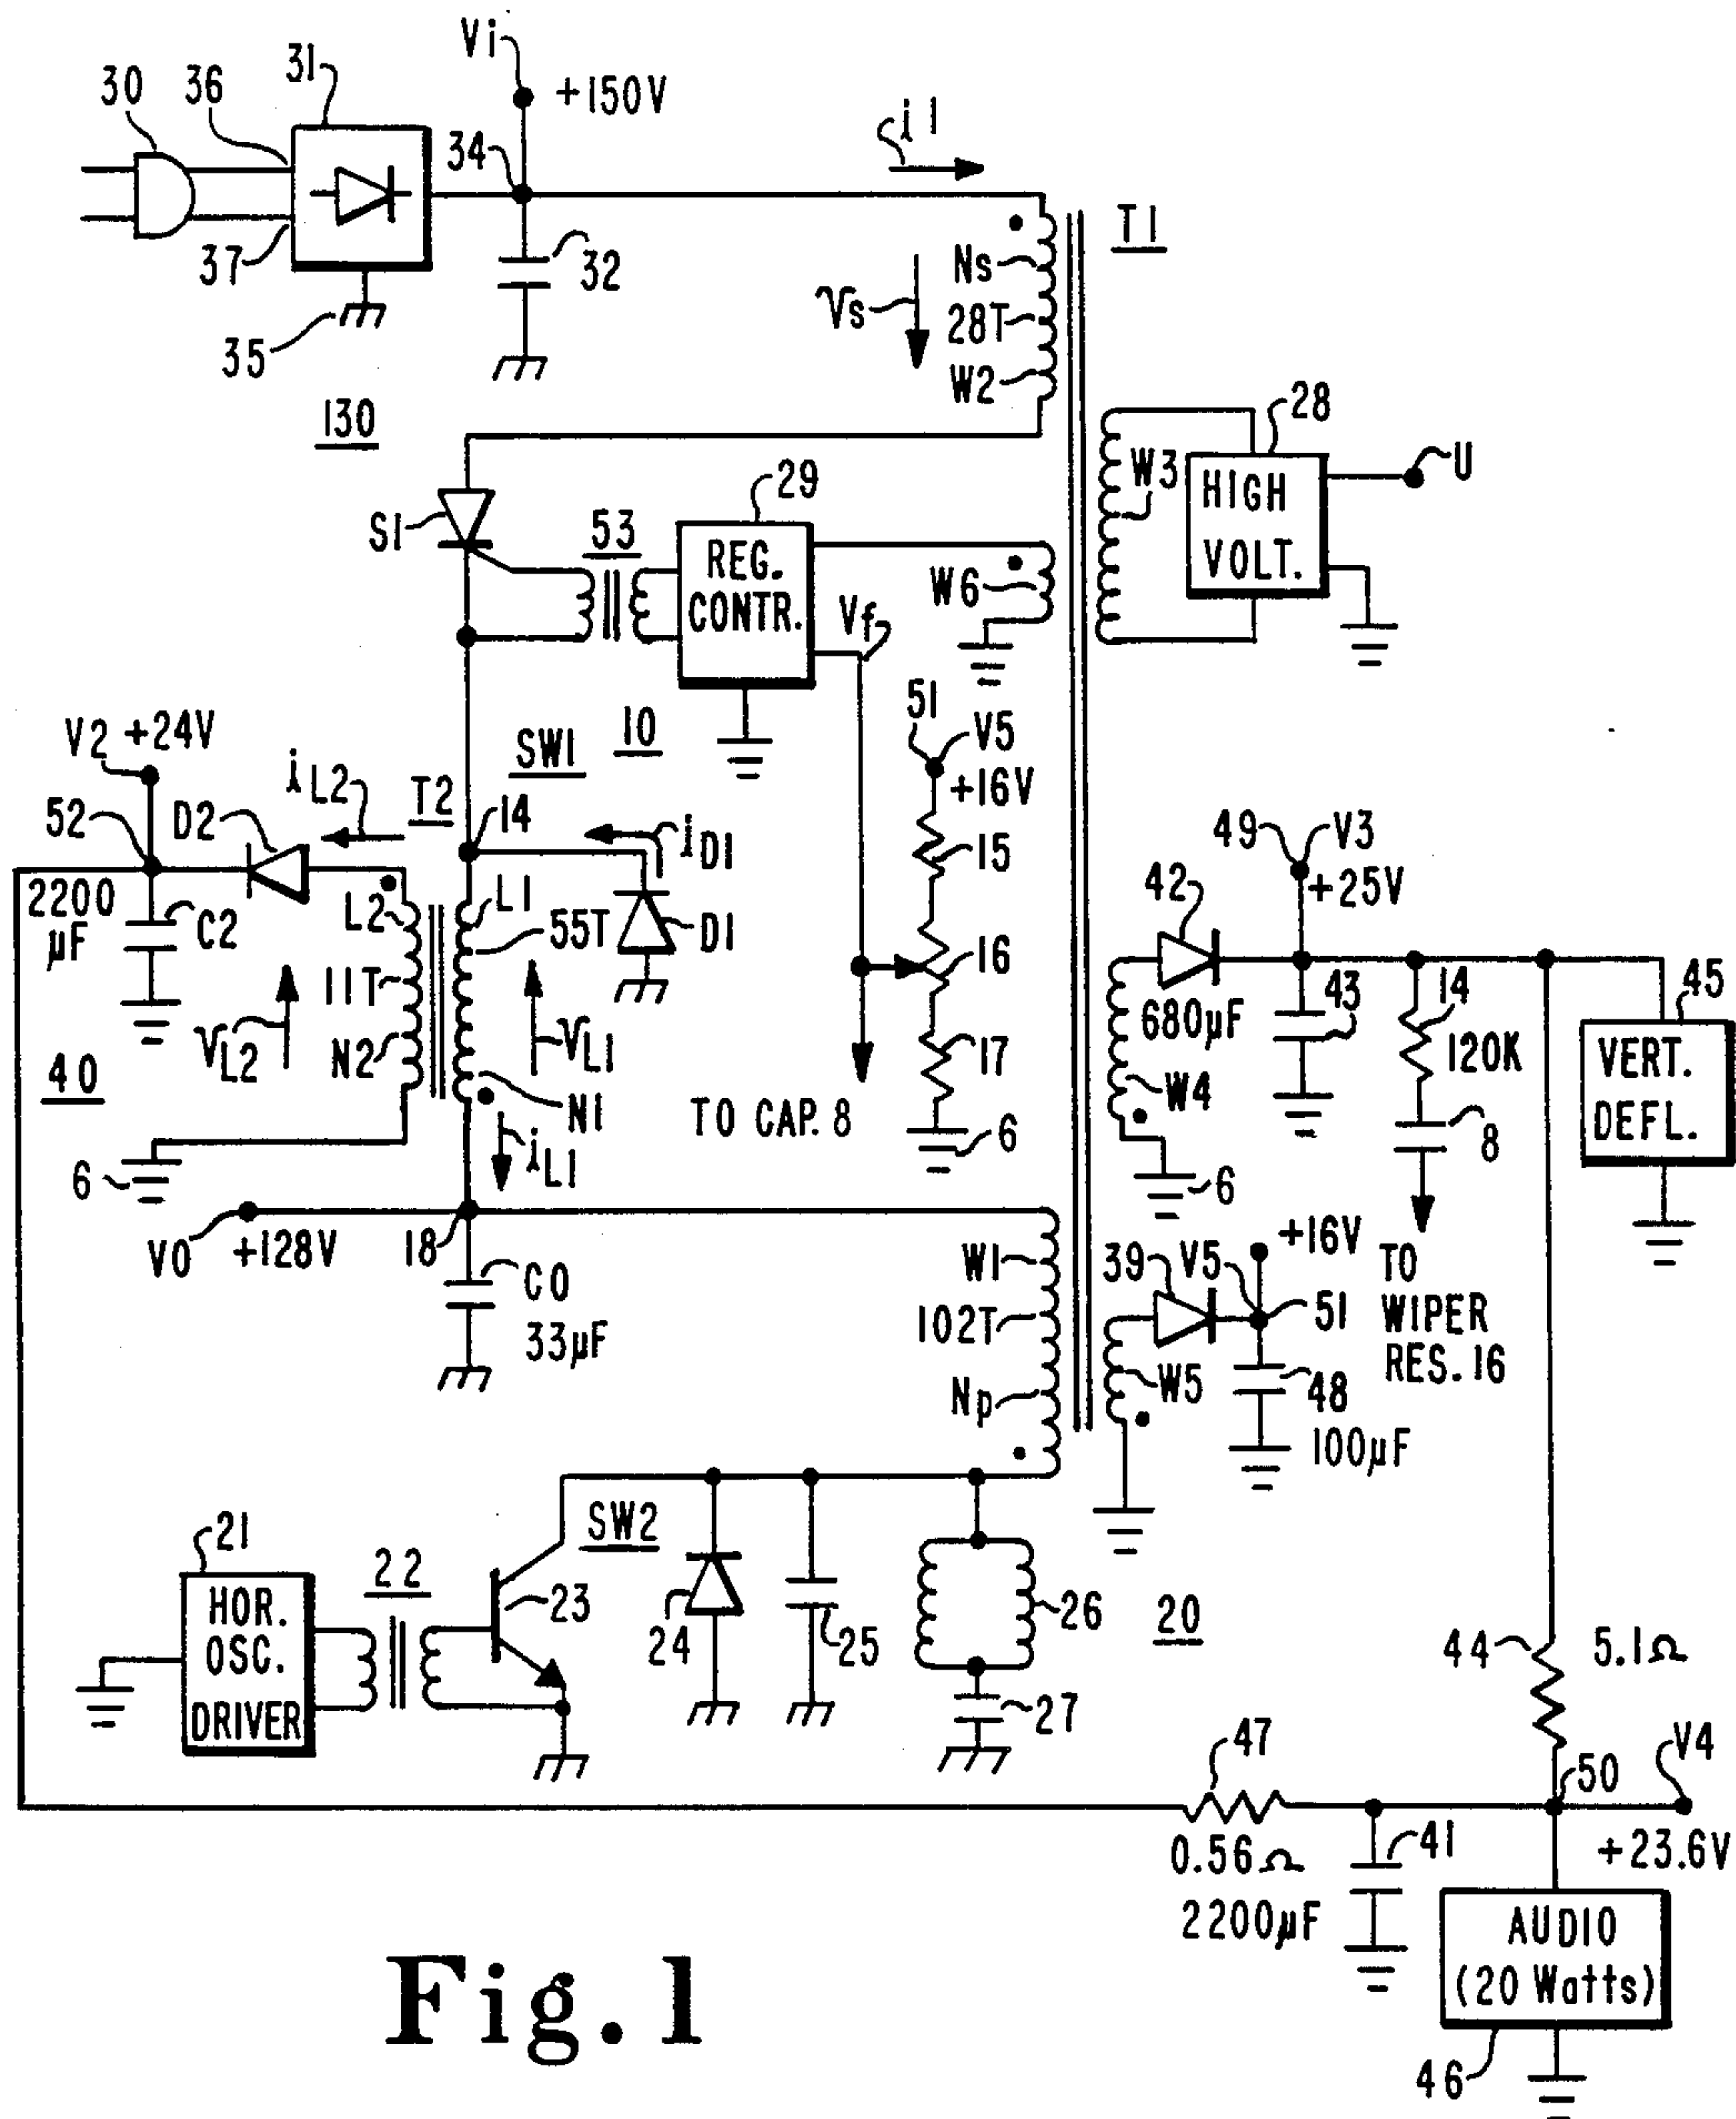 Vi
30
36
31
+150V
i1
34
37
32
35
T1
Ns
Vs
28T
W2
130
28
U
W3
HIGH
VOLT.
29
S1
53
REG.
CONTR.
W6
Vf
51
V5
+16V
10
SW1
V2 +24V
iL2
T2
14
iD1
52
D2
15
49
V3
+25V
2200
µF
C2
L2
L1
55T
D1
42
16
11T
43
14
45
680µF
120K
VERT.
DEFL.
VL2
N2
VL1
17
W4
40
N1
TO CAP. 8
8
6
iL1
6
6
V0
+128V
18
W1
39
V5
+16V
TO
WIPER
RES. 16
C0
33µF
102T
51
Np
W5
48
100µF
21
SW2
22
HOR.
OSC.
DRIVER
23
24
25
26
20
44
5.1Ω
27
47
50
V4
0.56Ω
41
+23.6V
2200µF
AUDIO
(20 Watts)
46
Fig. 1